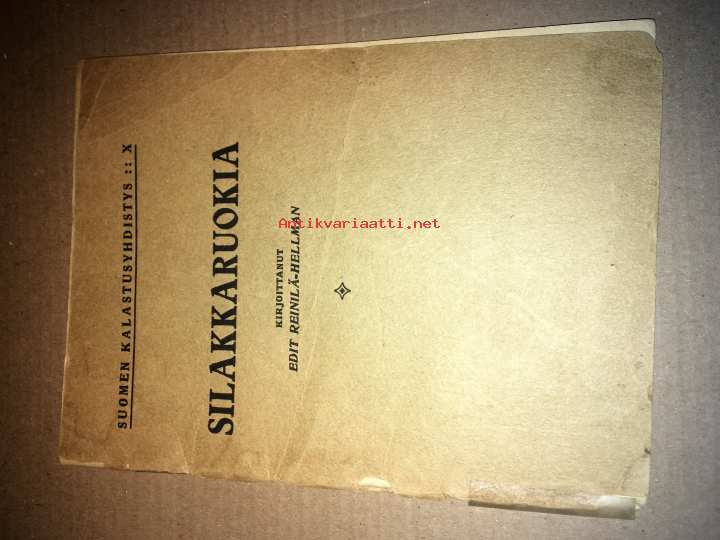 SUOMEN KALASTUSYHDISTYS :: X
SILAKKARUOKIA
KIRJOITTANUT
EDIT REINILÄ-HELLMAN
Antikvariaatti.net